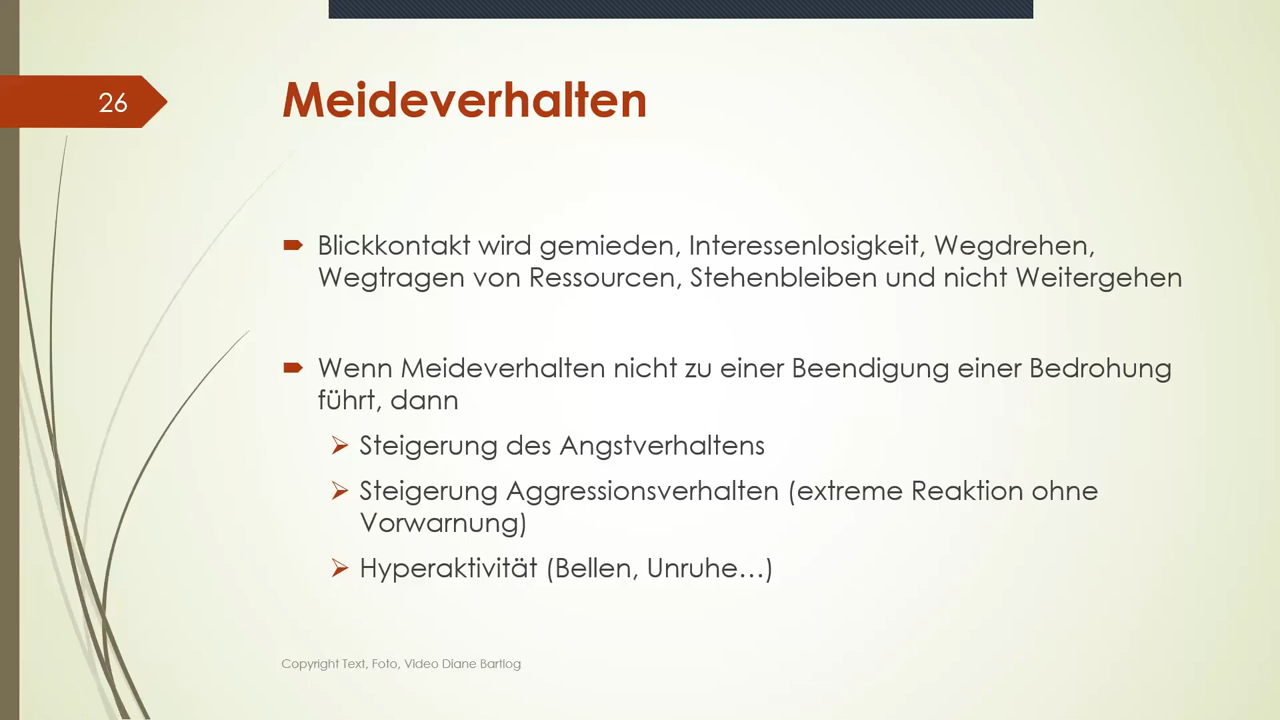 26
Meideverhalten
Blickkontakt wird gemieden, Interessenlosigkeit, Wegdrehen,
Wegtragen von Ressourcen, Stehenbleiben und nicht Weitergehen
Wenn Meideverhalten nicht zu einer Beendigung einer Bedrohung
führt, dann
Steigerung des Angstverhaltens
Steigerung Aggressionsverhalten (extreme Reaktion ohne
Vorwarnung)
Hyperaktivität (Bellen, Unruhe…)
Copyright Text, Foto, Video Diane Bartlog